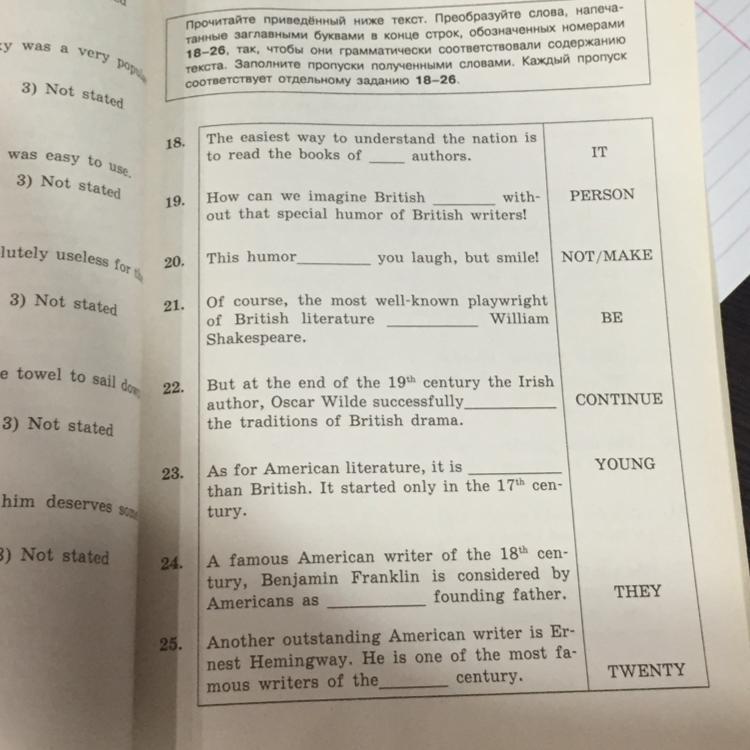 ky was a very popular
3) Not stated
was easy to use.
3) Not stated
lutely useless for the
3) Not stated
e towel to sail down
3) Not stated
him deserves some
3) Not stated
Прочитайте приведённый ниже текст. Преобразуйте слова, напеча-
танные заглавными буквами в конце строк, обозначенных номерами
18–26, так, чтобы они грамматически соответствовали содержанию
текста. Заполните пропуски полученными словами. Каждый пропуск
соответствует отдельному заданию 18–26.
18. The easiest way to understand the nation is
to read the books of ____ authors. IT
19. How can we imagine British _______ with-
out that special humor of British writers! PERSON
20. This humor________ you laugh, but smile! NOT/MAKE
21. Of course, the most well-known playwright
of British literature __________ William BE
Shakespeare.
22. But at the end of the 19th century the Irish
author, Oscar Wilde successfully__________ CONTINUE
the traditions of British drama.
23. As for American literature, it is __________ YOUNG
than British. It started only in the 17th cen-
tury.
24. A famous American writer of the 18th cen-
tury, Benjamin Franklin is considered by
Americans as __________ founding father. THEY
25. Another outstanding American writer is Er-
nest Hemingway. He is one of the most fa-
mous writers of the_______ century. TWENTY